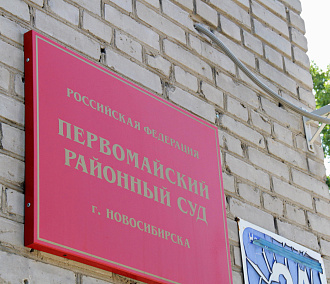 РОССИЙСКАЯ ФЕДЕРАЦИЯ
ПЕРВОМАЙСКИЙ
РАЙОННЫЙ СУД
г. НОВОСИБИРСКА